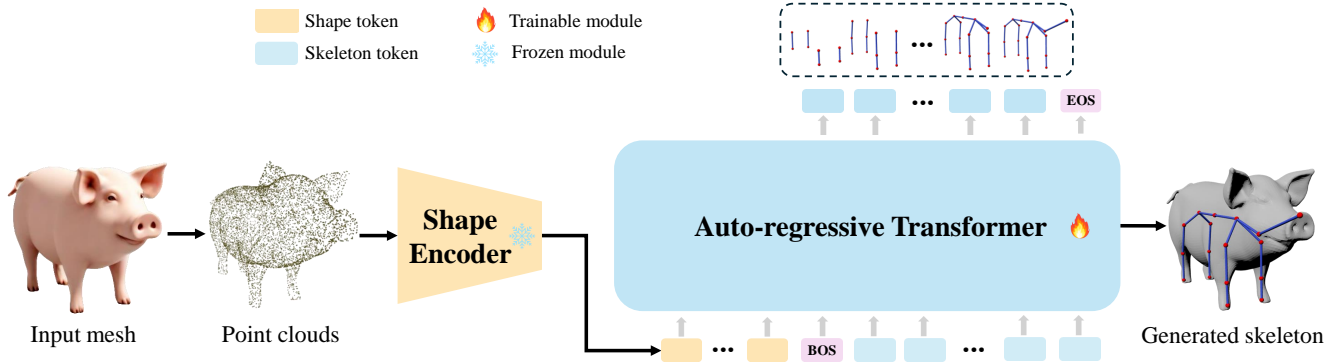 Shape token
Trainable module
Skeleton token
Frozen module
EOS
Shape
Encoder
Auto-regressive Transformer
BOS
Input mesh
Point clouds
Generated skeleton